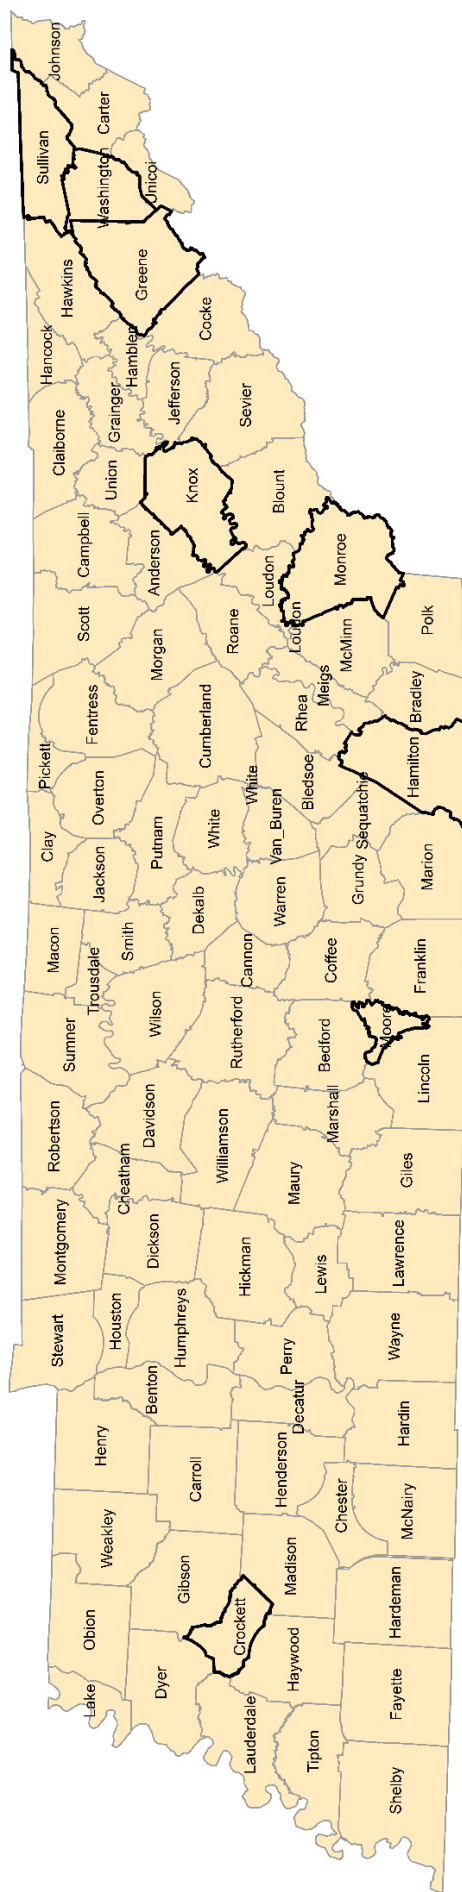 Johnson
Carter
Sullivan
Washington
Unicoi
Greene
Hawkins
Hancock
Hamblen
Cocke
Grainger
Jefferson
Claiborne
Union
Knox
Sevier
Campbell
Anderson
Blount
Loudon
Monroe
Scott
Morgan
Roane
Loudon
McMinn
Polk
Pickett
Fentress
Cumberland
Rhea
Meigs
Bradley
Clay
Overton
Putnam
White
White
Bledsoe
Hamilton
Jackson
Van_Buren
Sequatchie
Macon
Smith
Dekalb
Warren
Grundy
Marion
Trousdale
Cannon
Coffee
Franklin
Sumner
Wilson
Rutherford
Bedford
Moore
Lincoln
Robertson
Davidson
Williamson
Marshall
Cheatham
Maury
Giles
Montgomery
Dickson
Hickman
Lewis
Lawrence
Stewart
Houston
Humphreys
Perry
Wayne
Benton
Decatur
Henry
Carroll
Henderson
Hardin
Chester
McNairy
Weakley
Gibson
Madison
Hardeman
Obion
Crockett
Haywood
Lake
Dyer
Lauderdale
Tipton
Fayette
Shelby